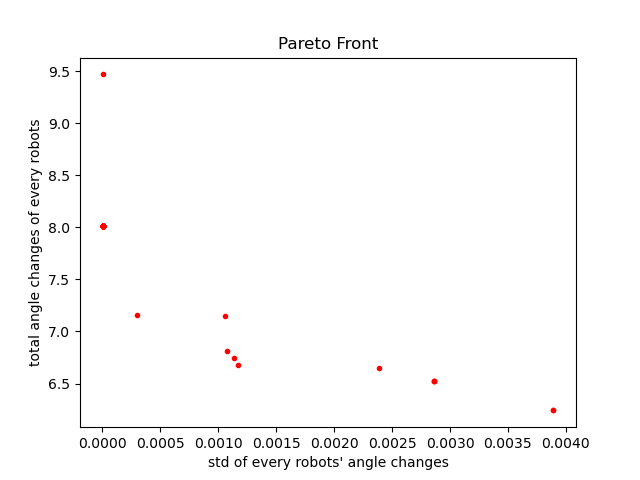 Pareto Front
total angle changes of every robots
9.5
9.0
8.5
8.0
7.5
7.0
6.5
0.0000 0.0005 0.0010 0.0015 0.0020 0.0025 0.0030 0.0035 0.0040
std of every robots' angle changes